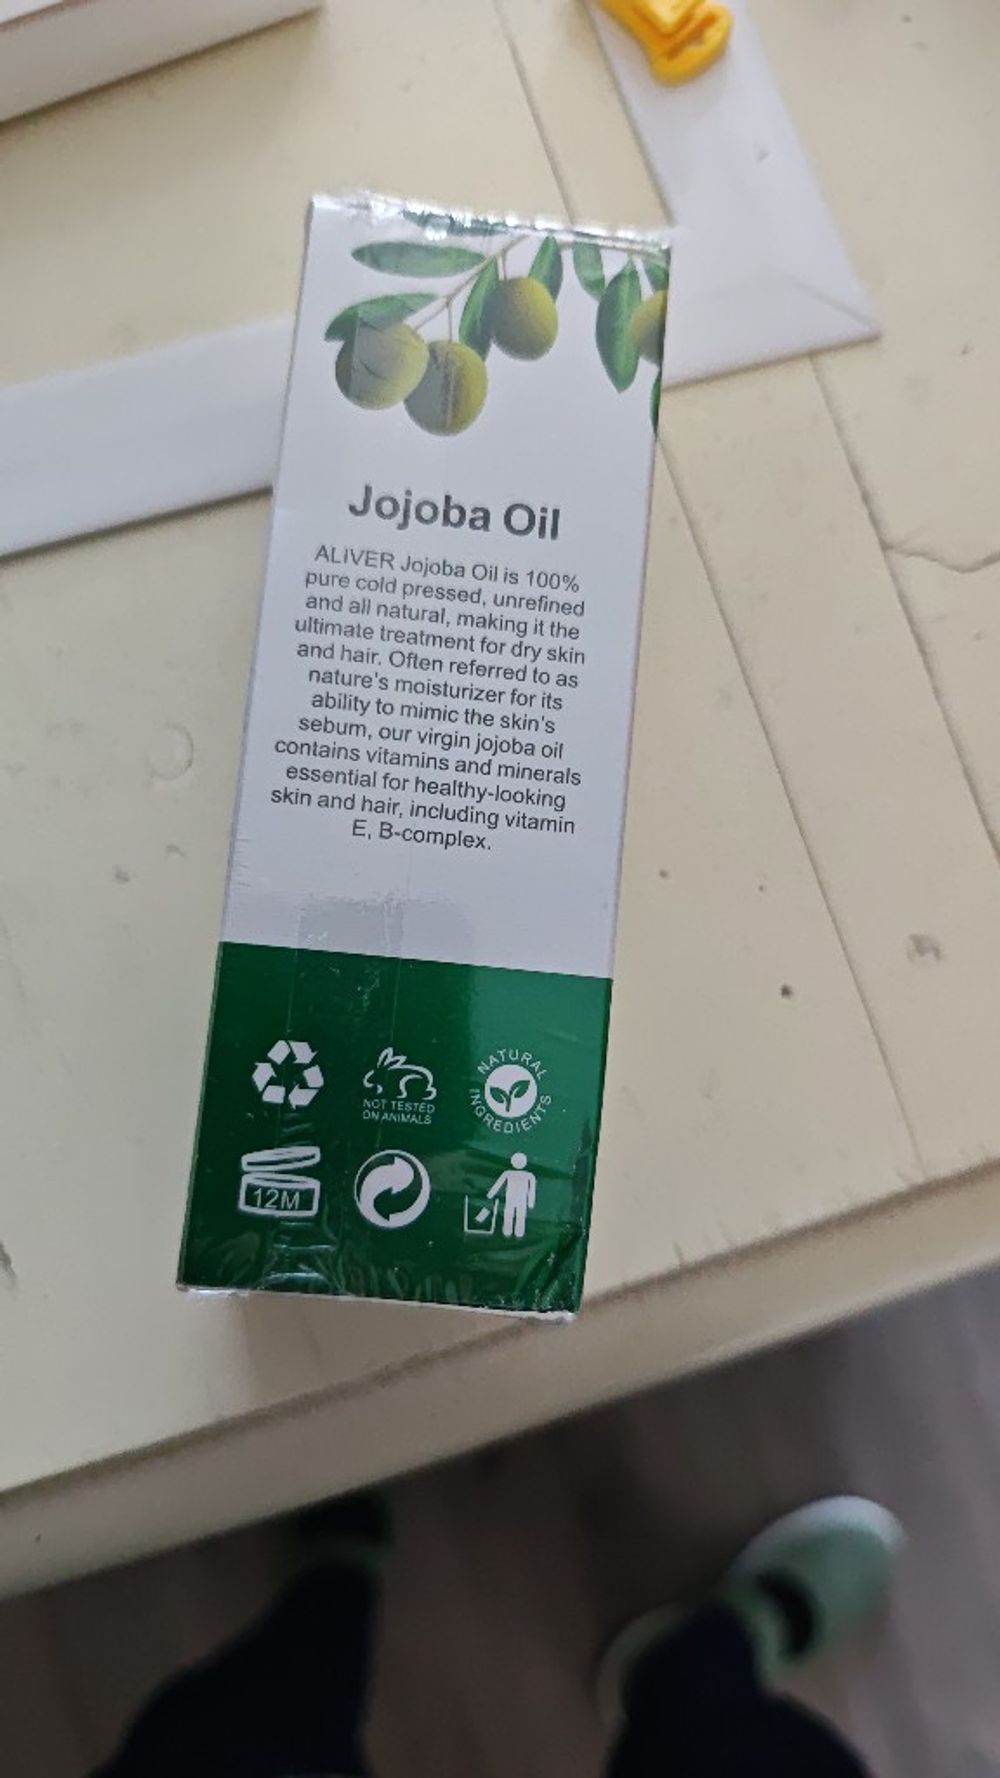 Jojoba Oil
ALIVER Jojoba Oil is 100%
pure cold pressed, unrefined
and all natural, making it the
ultimate treatment for dry skin
and hair. Often referred to as
nature's moisturizer for its
ability to mimic the skin's
sebum, our virgin jojoba oil
contains vitamins and minerals
essential for healthy-looking
skin and hair, including vitamin
E, B-complex.
NOT TESTED
ON ANIMALS
NATURAL
INGREDIENTS
12M